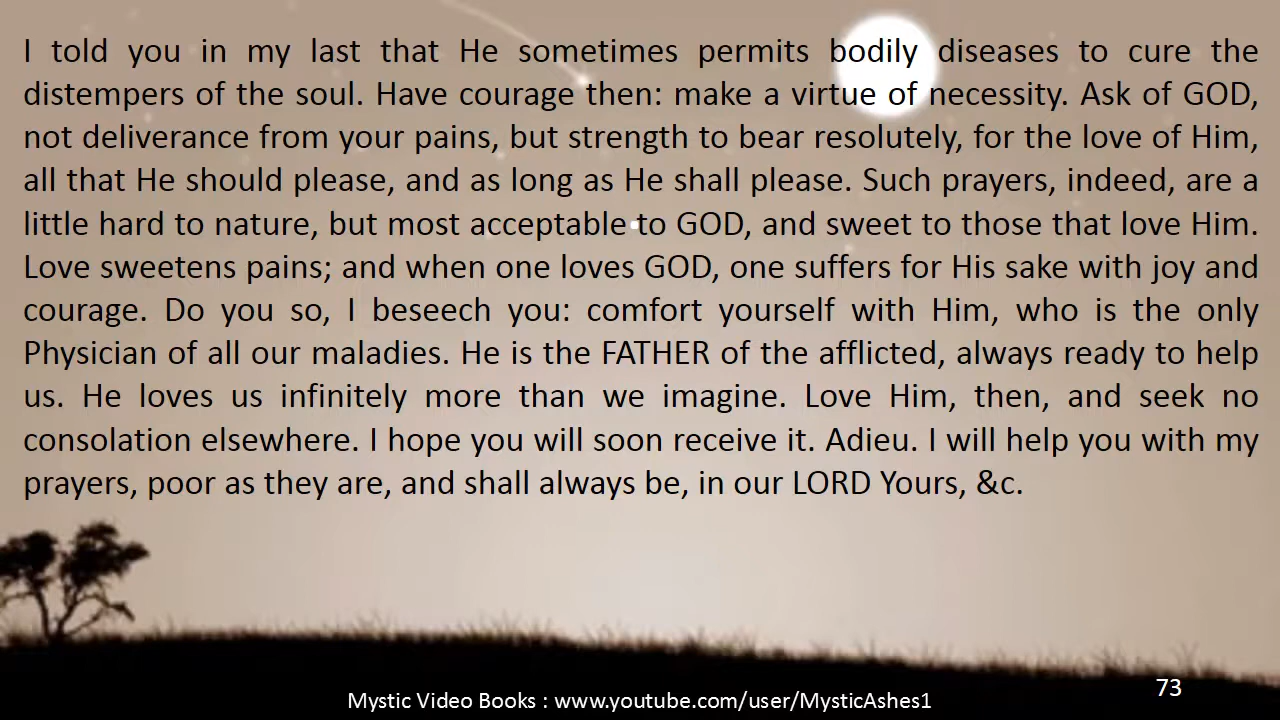 I told you in my last that He sometimes permits bodily diseases to cure the
distempers of the soul. Have courage then: make a virtue of necessity. Ask of GOD,
not deliverance from your pains, but strength to bear resolutely, for the love of Him,
all that He should please, and as long as He shall please. Such prayers, indeed, are a
little hard to nature, but most acceptable to GOD, and sweet to those that love Him.
Love sweetens pains; and when one loves GOD, one suffers for His sake with joy and
courage. Do you so, I beseech you: comfort yourself with Him, who is the only
Physician of all our maladies. He is the FATHER of the afflicted, always ready to help
us. He loves us infinitely more than we imagine. Love Him, then, and seek no
consolation elsewhere. I hope you will soon receive it. Adieu. I will help you with my
prayers, poor as they are, and shall always be, in our LORD Yours, &c.
73
Mystic Video Books : www.youtube.com/user/MysticAshes1